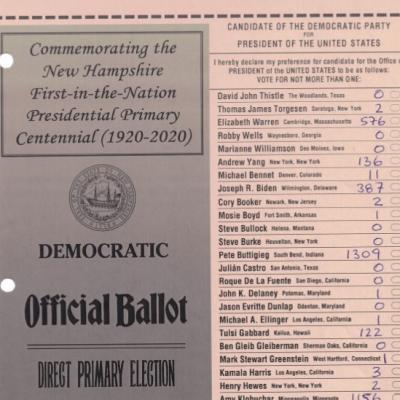 Commemorating the
New Hampshire
First-in-the-Nation
Presidential Primary
Centennial (1920-2020)
DEMOCRATIC
Official Ballot
DIRECT PRIMARY ELECTION
CANDIDATE OF THE DEMOCRATIC PARTY
FOR
PRESIDENT OF THE UNITED STATES
I hereby declare my preference for candidate for the Office o
PRESIDENT of the UNITED STATES to be as follows:
VOTE FOR NOT MORE THAN ONE:
David John Thistle The Woodlands, Texas 0
Thomas James Torgesen Saratoga, New York 2
Elizabeth Warren Cambridge, Massachusetts 576
Robby Wells Waynesboro, Georgia 0
Marianne Williamson Des Moines, Iowa 0
Andrew Yang New York, New York 136
Michael Bennet Denver, Colorado 11
Joseph R. Biden Wilmington, Delaware 387
Cory Booker Newark, New Jersey 2
Mosie Boyd Fort Smith, Arkansas 1
Steve Bullock Helena, Montana 0
Steve Burke Heuvelton, New York 0
Pete Buttigieg South Bend, Indiana 1309
Julián Castro San Antonio, Texas 0
Roque De La Fuente San Diego, California 0
John K. Delaney Potomac, Maryland 1
Jason Evritte Dunlap Odenton, Maryland 0
Michael A. Ellinger Los Angeles, California 1
Tulsi Gabbard Kailua, Hawaii 122
Ben Gleib Gleiberman Sherman Oaks, California 0
Mark Stewart Greenstein West Hartford, Connecticut 1
Kamala Harris Los Angeles, California 3
Henry Hewes New York, New York 2
Amy Klobuchar Minneapolis, Minnesota 1156